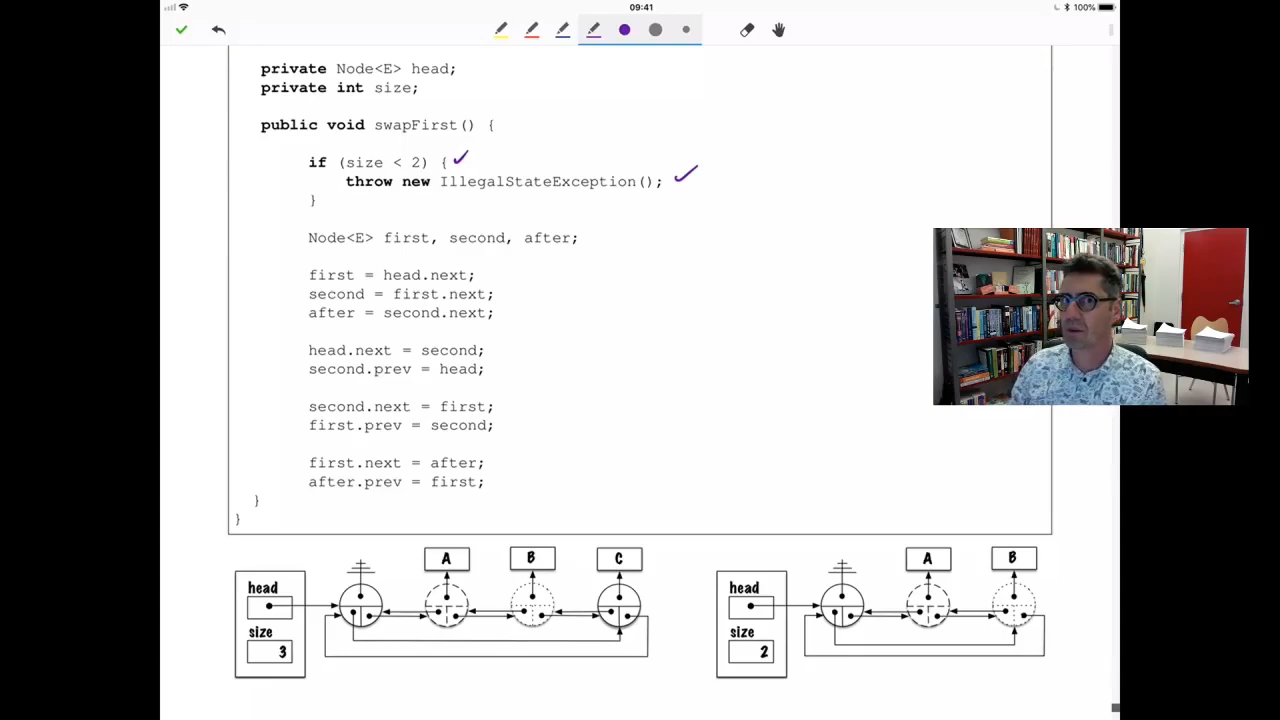 09:41
100%
private Node<E> head;
private int size;
public void swapFirst() {
if (size < 2) {
throw new IllegalStateException();
}
Node<E> first, second, after;
first = head.next;
second = first.next;
after = second.next;
head.next = second;
second.prev = head;
second.next = first;
first.prev = second;
first.next = after;
after.prev = first;
}
}
A B C
head
size
3
A B
head
size
2